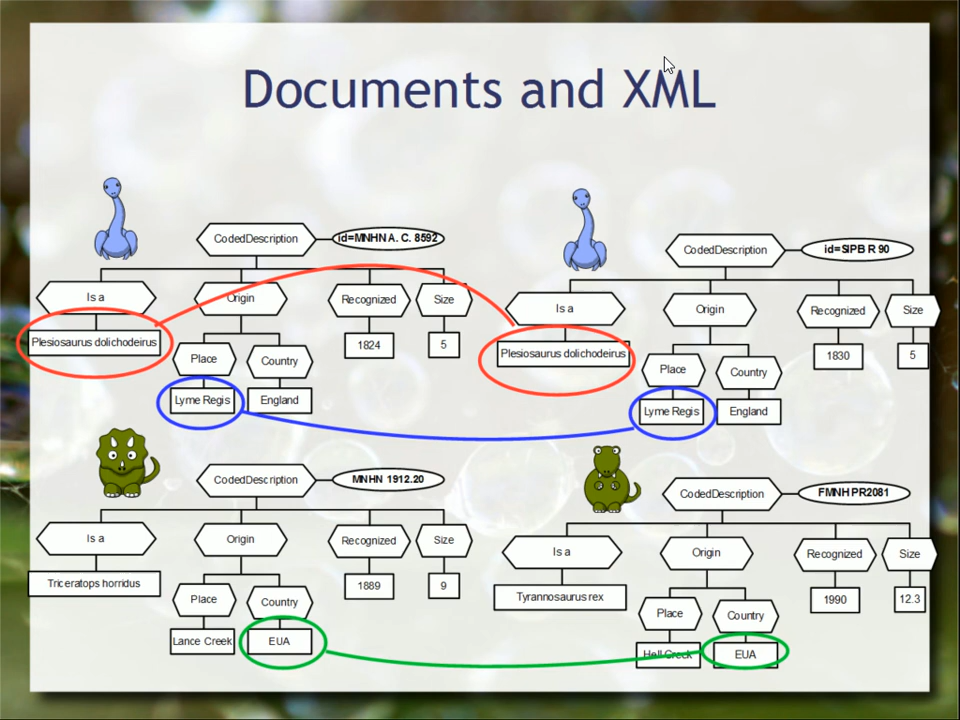 Documents and XML
CodedDescription
id=MNHN A. C. 8592
Is a
Origin
Recognized
Size
Plesiosaurus dolichodeirus
1824
5
Place
Country
Lyme Regis
England
CodedDescription
id=SIPB R 90
Is a
Origin
Recognized
Size
Plesiosaurus dolichodeirus
1830
5
Place
Country
Lyme Regis
England
CodedDescription
MNHN 1912.20
Is a
Origin
Recognized
Size
Triceratops horridus
1889
9
Place
Country
Lance Creek
EUA
CodedDescription
FMNH PR2081
Is a
Origin
Recognized
Size
Tyrannosaurus rex
1990
12.3
Place
Country
Hell Creek
EUA